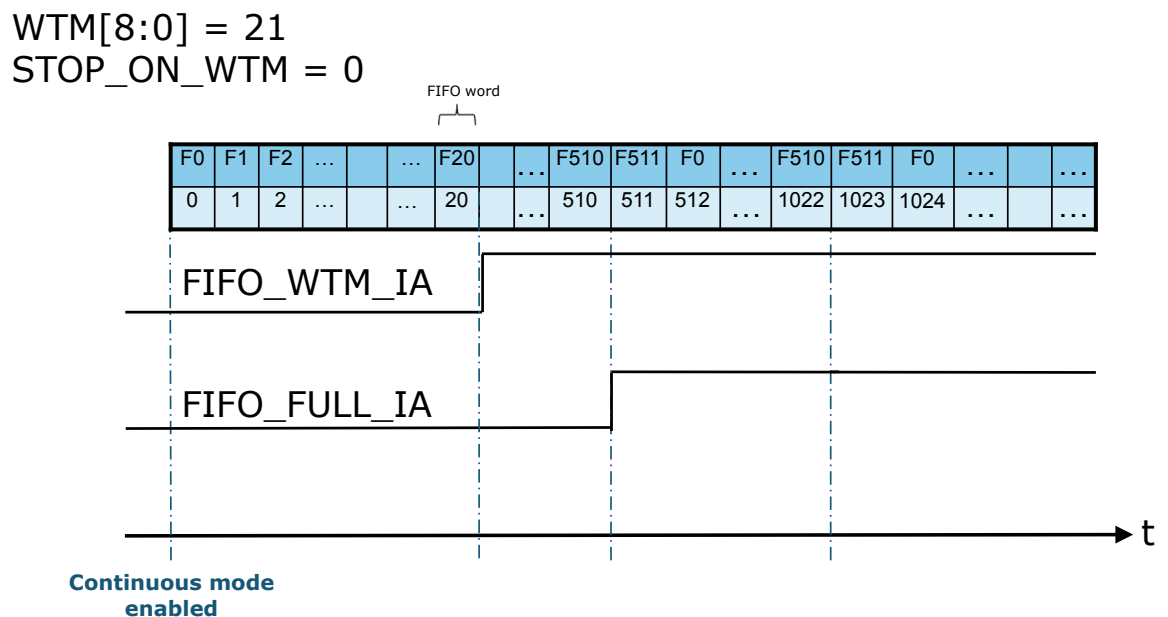 WTM[8:0] = 21
STOP_ON_WTM = 0
FIFO word
F0 F1 F2 ... ... F20 ... F510 F511 F0 ... F510 F511 F0 ... ...
0 1 2 ... ... 20 ... 510 511 512 ... 1022 1023 1024 ... ...
FIFO_WTM_IA
FIFO_FULL_IA
t
Continuous mode
enabled